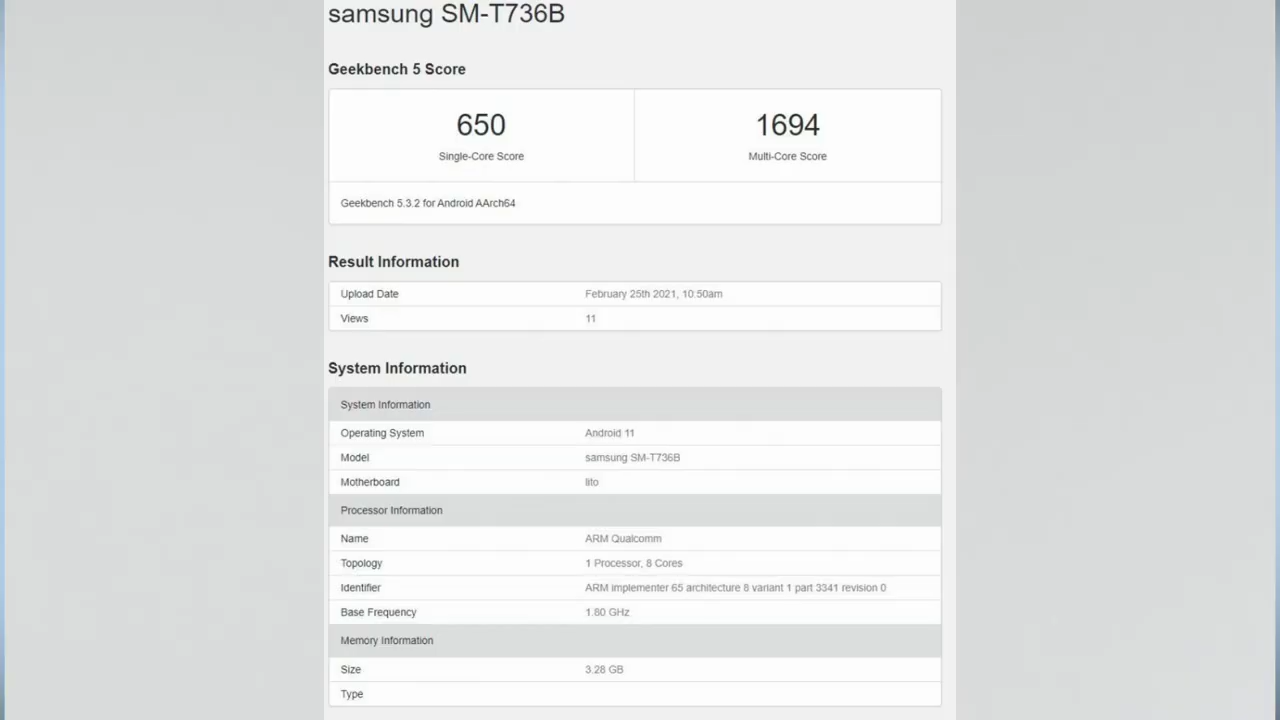 samsung SM-T736B
Geekbench 5 Score
650 1694
Single-Core Score Multi-Core Score
Geekbench 5.3.2 for Android AArch64
Result Information
Upload Date February 25th 2021, 10:50am
Views 11
System Information
System Information
Operating System Android 11
Model samsung SM-T736B
Motherboard lito
Processor Information
Name ARM Qualcomm
Topology 1 Processor, 8 Cores
Identifier ARM implementer 65 architecture 8 variant 1 part 3341 revision 0
Base Frequency 1.80 GHz
Memory Information
Size 3.28 GB
Type